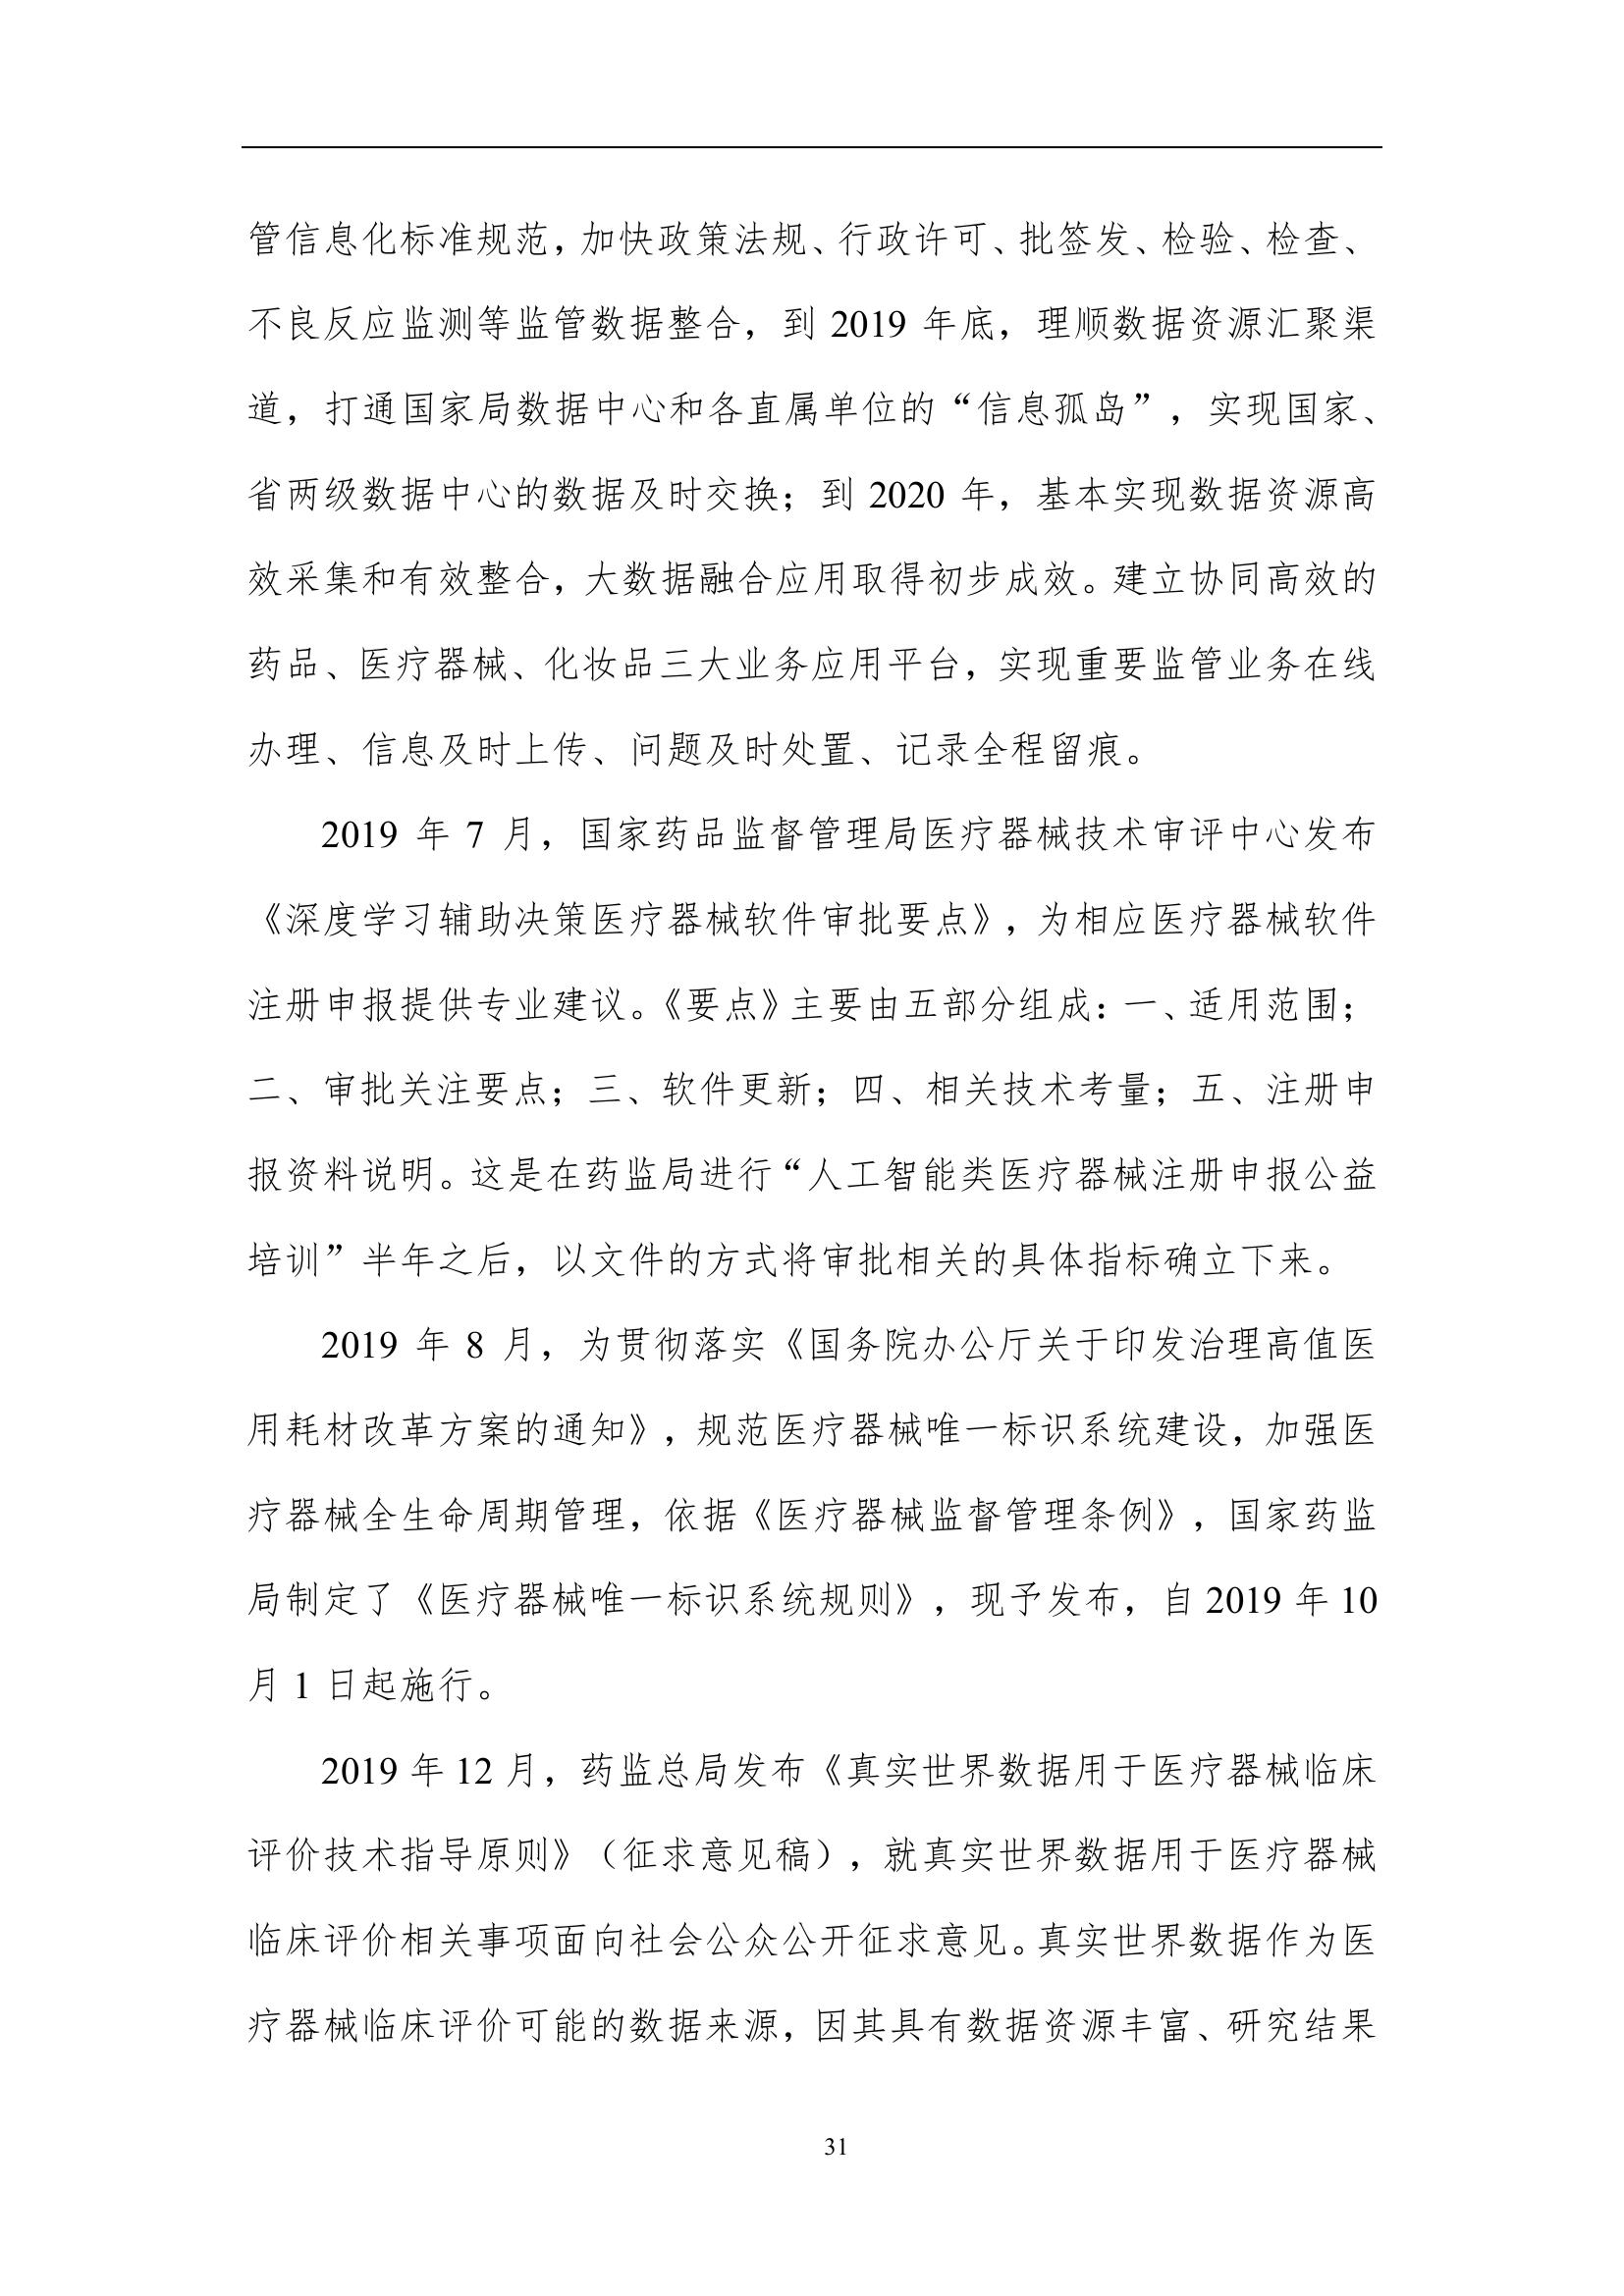 管信息化标准规范，加快政策法规、行政许可、批签发、检验、检查、
不良反应监测等监管数据整合，到 2019 年底，理顺数据资源汇聚渠
道，打通国家局数据中心和各直属单位的“信息孤岛”，实现国家、
省两级数据中心的数据及时交换；到 2020 年，基本实现数据资源高
效采集和有效整合，大数据融合应用取得初步成效。建立协同高效的
药品、医疗器械、化妆品三大业务应用平台，实现重要监管业务在线
办理、信息及时上传、问题及时处置、记录全程留痕。
2019 年 7 月，国家药品监督管理局医疗器械技术审评中心发布
《深度学习辅助决策医疗器械软件审批要点》，为相应医疗器械软件
注册申报提供专业建议。《要点》主要由五部分组成：一、适用范围；
二、审批关注要点；三、软件更新；四、相关技术考量；五、注册申
报资料说明。这是在药监局进行“人工智能类医疗器械注册申报公益
培训”半年之后，以文件的方式将审批相关的具体指标确立下来。
2019 年 8 月，为贯彻落实《国务院办公厅关于印发治理高值医
用耗材改革方案的通知》，规范医疗器械唯一标识系统建设，加强医
疗器械全生命周期管理，依据《医疗器械监督管理条例》，国家药监
局制定了《医疗器械唯一标识系统规则》，现予发布，自 2019 年 10
月 1 日起施行。
2019 年 12 月，药监总局发布《真实世界数据用于医疗器械临床
评价技术指导原则》（征求意见稿），就真实世界数据用于医疗器械
临床评价相关事项面向社会公众公开征求意见。真实世界数据作为医
疗器械临床评价可能的数据来源，因其具有数据资源丰富、研究结果
31